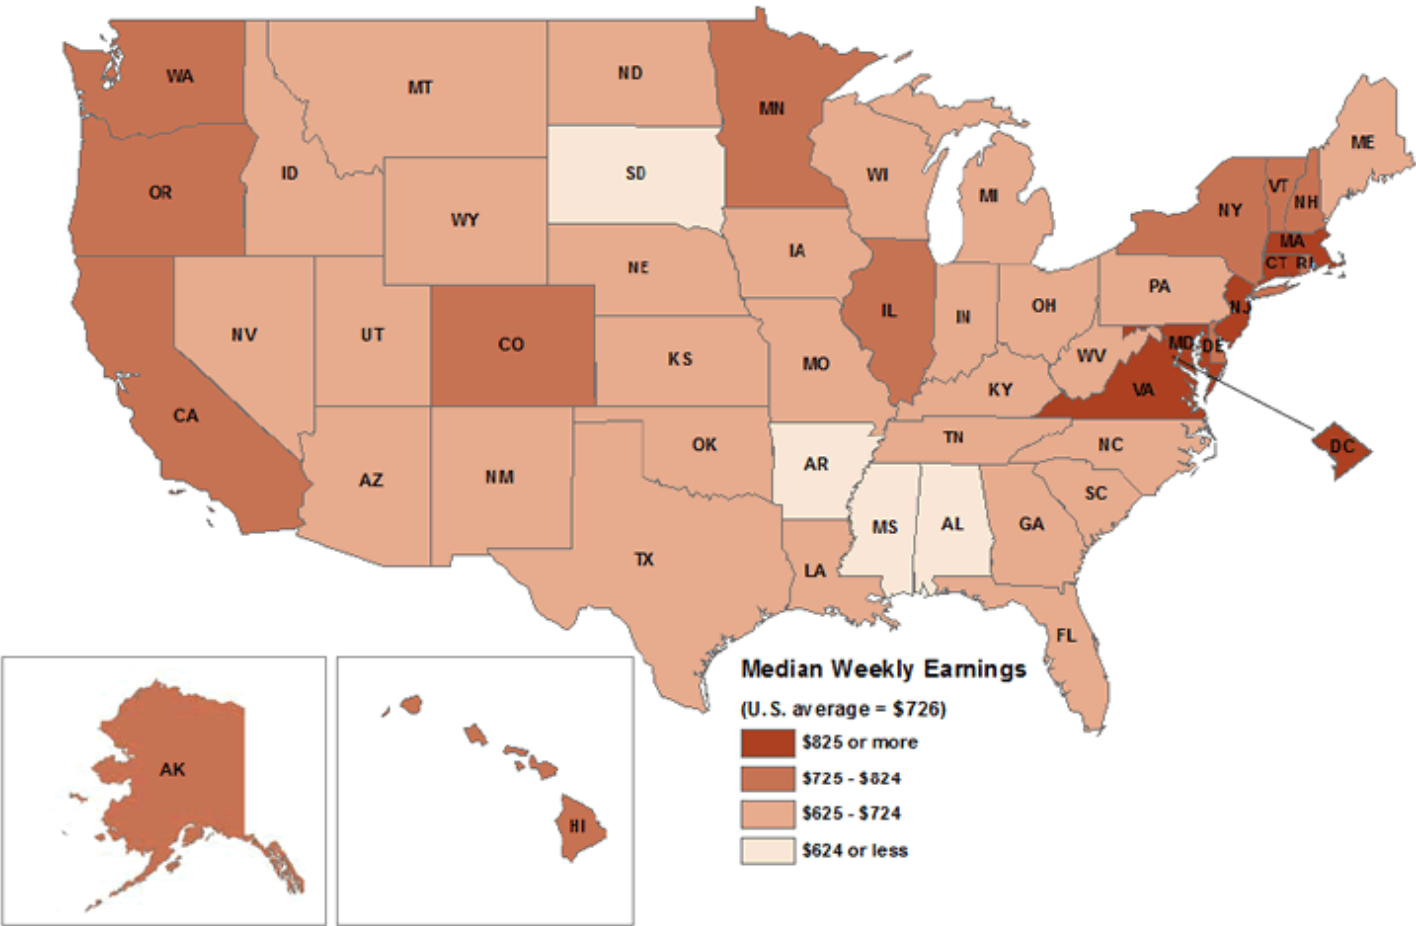 WA
MT
ND
MN
ME
OR
ID
SD
WI
MI
VT
NH
NY
WY
MA
IA
CT RI
NE
PA
NV
UT
CO
IL
IN
OH
NJ
KS
MO
WV
MD
DE
CA
KY
VA
OK
TN
NC
DC
AZ
NM
AR
SC
MS
AL
GA
TX
LA
FL
AK
HI
Median Weekly Earnings
(U.S. average = $726)
$825 or more
$725 - $824
$625 - $724
$624 or less